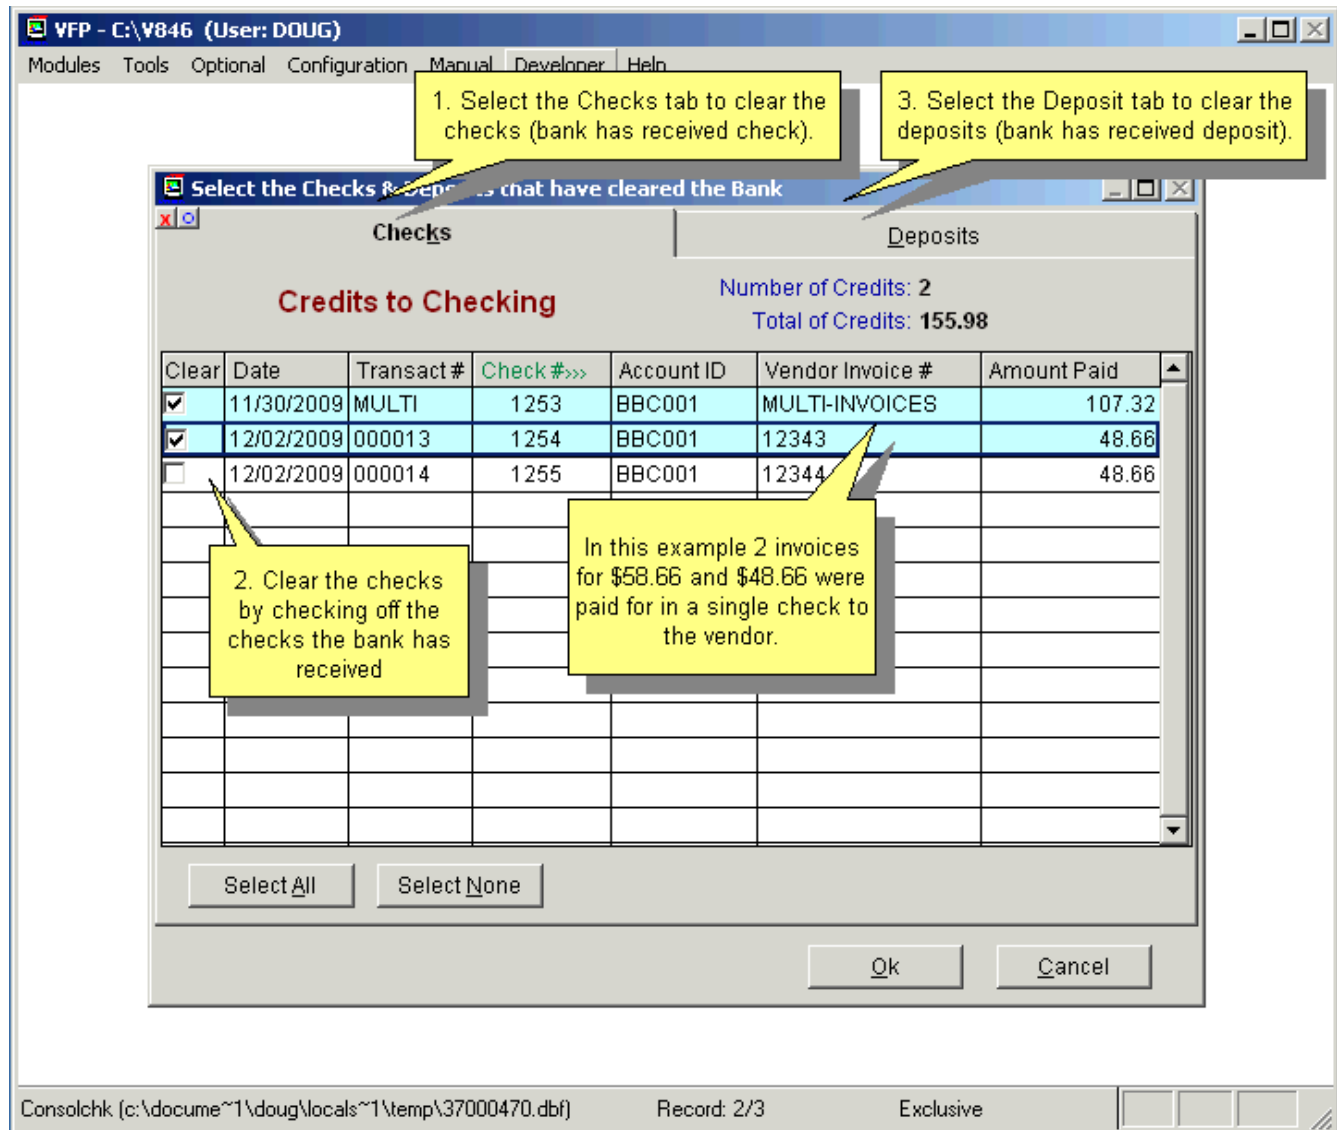 VFP - C:\V846 (User: DOUG)
Modules Tools Optional Configuration Manual Developer Help
1. Select the Checks tab to clear the
checks (bank has received check).
3. Select the Deposit tab to clear the
deposits (bank has received deposit).
Select the Checks & Deposits that have cleared the Bank
Checks
Deposits
Credits to Checking
Number of Credits: 2
Total of Credits: 155.98
Clear Date Transact # Check #>>> Account ID Vendor Invoice # Amount Paid
11/30/2009 MULTI 1253 BBC001 MULTI-INVOICES 107.32
12/02/2009 000013 1254 BBC001 12343 48.66
12/02/2009 000014 1255 BBC001 12344 48.66
2. Clear the checks
by checking off the
checks the bank has
received
In this example 2 invoices
for $58.66 and $48.66 were
paid for in a single check to
the vendor.
Select All Select None
Ok Cancel
Consolchk (c:\docume~1\doug\locals~1\temp\37000470.dbf) Record: 2/3 Exclusive